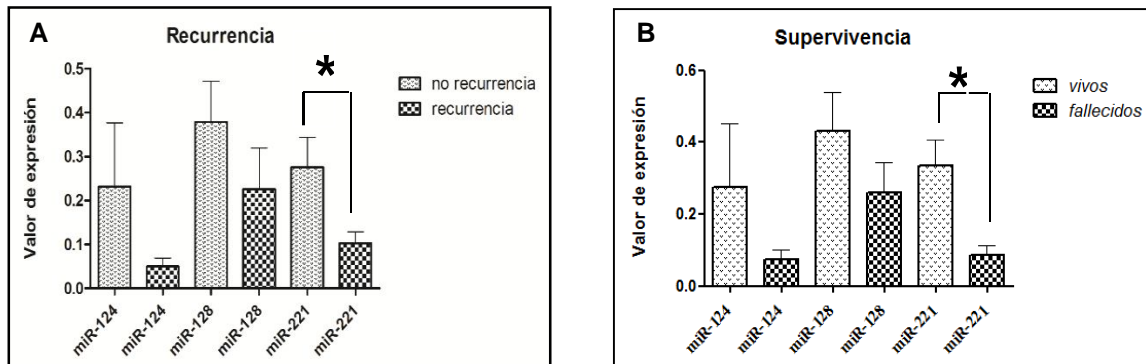 A
Recurrencia
Valor de expresión
0.5
0.4
0.3
0.2
0.1
0.0
*
no recurrencia
recurrencia
miR-124
miR-124
miR-128
miR-128
miR-221
miR-221
B
Supervivencia
Valor de expresión
0.6
0.4
0.2
0.0
*
vivos
fallecidos
miR-124
miR-124
miR-128
miR-128
miR-221
miR-221